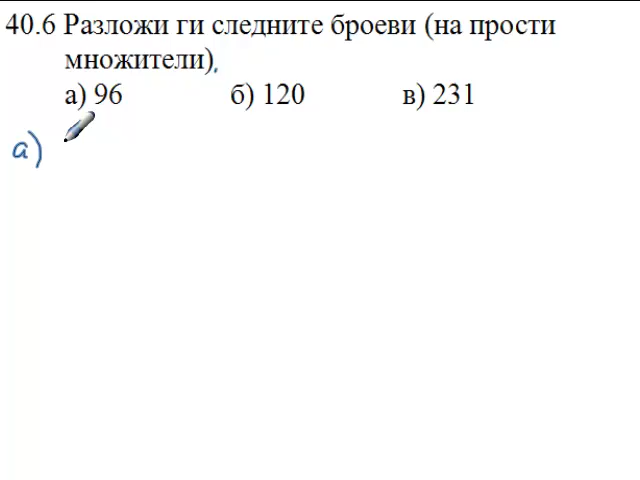 40.6 Разложи ги следните броеви (на прости
множители).
а) 96 б) 120 в) 231
а)